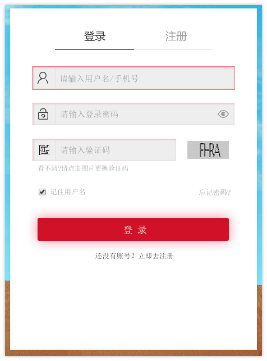 登录 注册
请输入用户名/手机号
请输入登录密码
请输入验证码
FHRA
看不清?请点击图片更换验证码
记住用户名 忘记密码?
登 录
还没有账号? 立即去注册